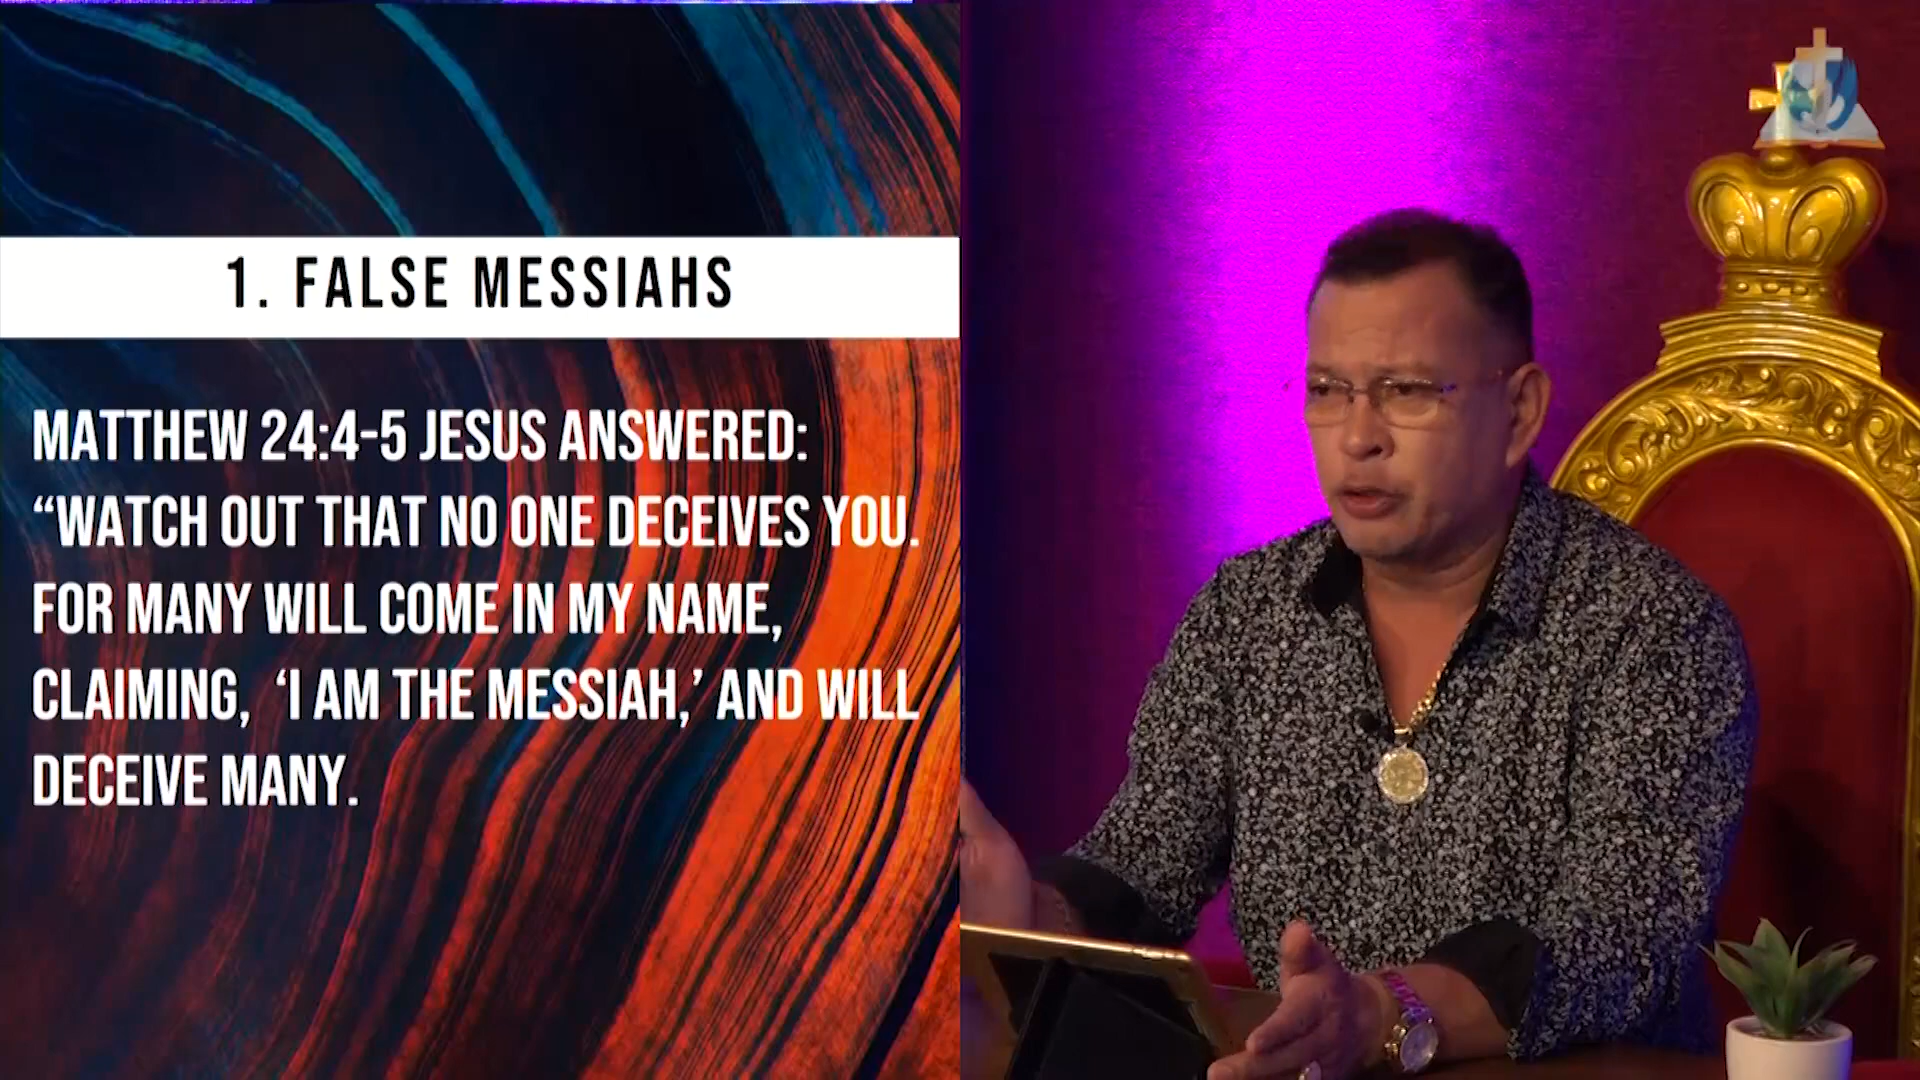 1. FALSE MESSIAHS
MATTHEW 24:4-5 JESUS ANSWERED:
“WATCH OUT THAT NO ONE DECEIVES YOU.
FOR MANY WILL COME IN MY NAME,
CLAIMING, ‘I AM THE MESSIAH,’ AND WILL
DECEIVE MANY.